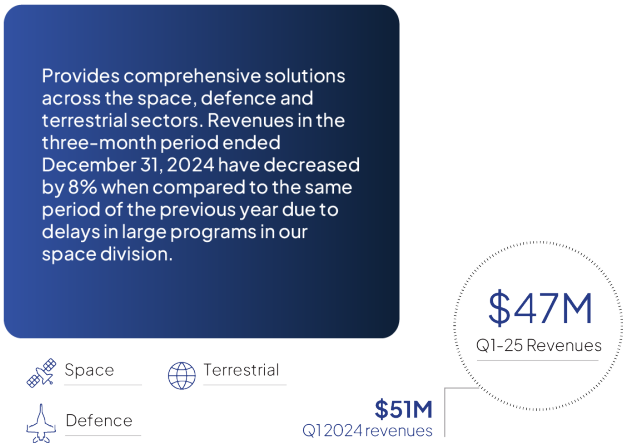 Provides comprehensive solutions
across the space, defence and
terrestrial sectors. Revenues in the
three-month period ended
December 31, 2024 have decreased
by 8% when compared to the same
period of the previous year due to
delays in large programs in our
space division.
$47M
Q1-25 Revenues
Space
Terrestrial
Defence
$51M
Q1 2024 revenues